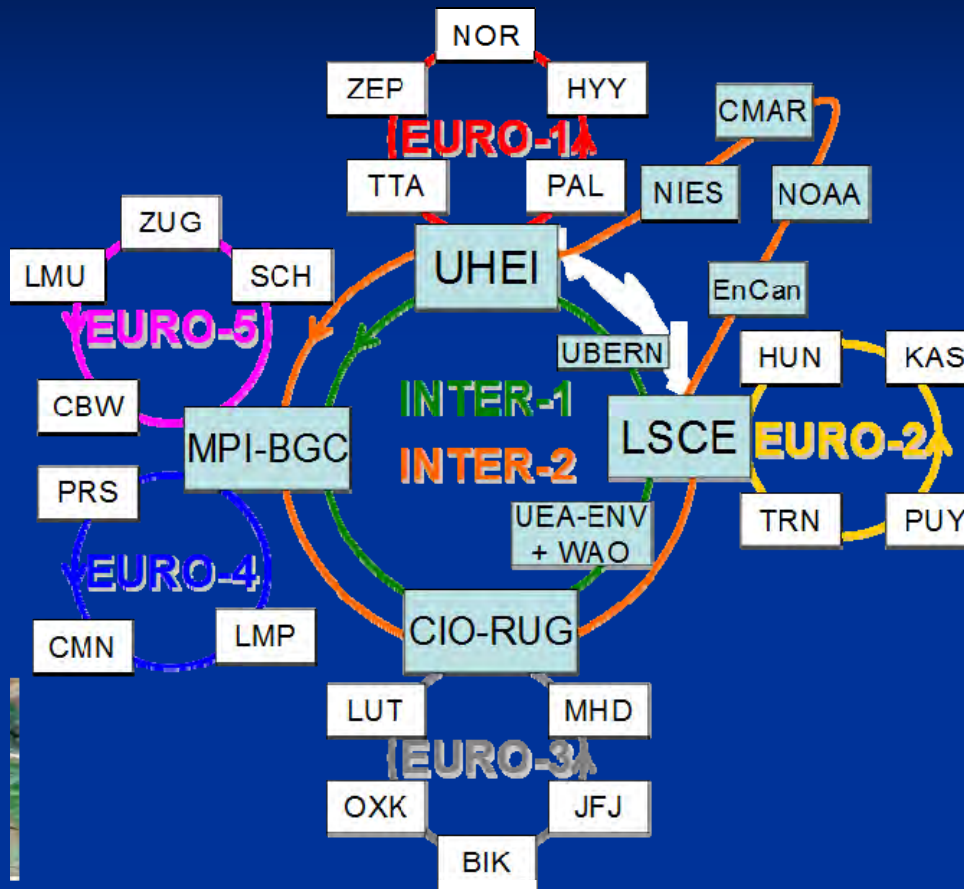 NOR
ZEP
HYY
EURO-1
TTA
PAL
CMAR
NIES
NOAA
ZUG
LMU
SCH
EURO-5
CBW
UHEI
EnCan
UBERN
HUN
KAS
INTER-1
INTER-2
MPI-BGC
LSCE
EURO-2
TRN
PUY
PRS
EURO-4
CMN
LMP
UEA-ENV
+ WAO
CIO-RUG
LUT
MHD
EURO-3
OXK
JFJ
BIK